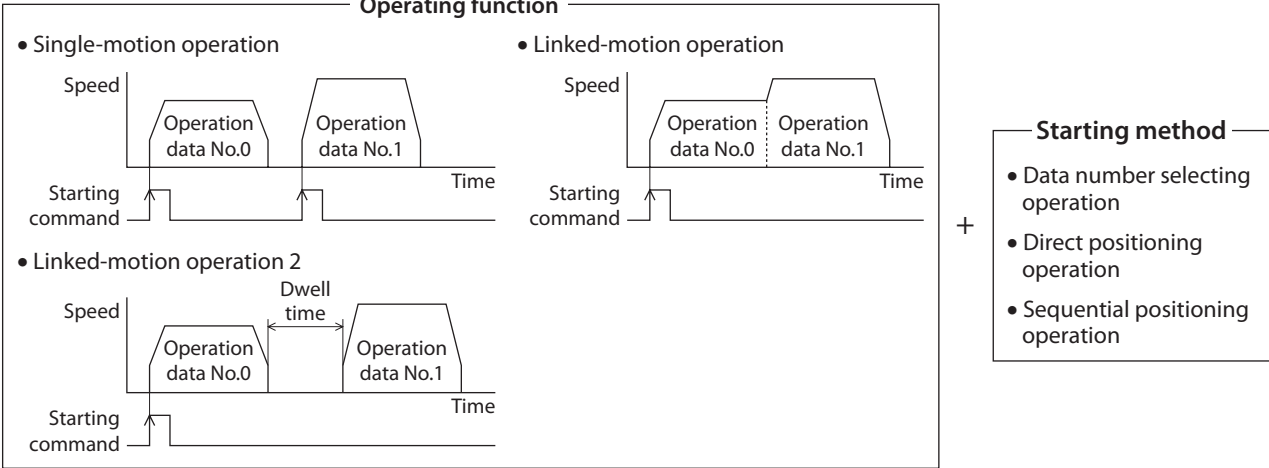 Operating function
• Single-motion operation
Speed
Operation
data No.0
Operation
data No.1
Time
Starting
command
• Linked-motion operation
Speed
Operation
data No.0
Operation
data No.1
Time
Starting
command
• Linked-motion operation 2
Dwell
time
Speed
Operation
data No.0
Operation
data No.1
Time
Starting
command
+
Starting method
• Data number selecting
operation
• Direct positioning
operation
• Sequential positioning
operation